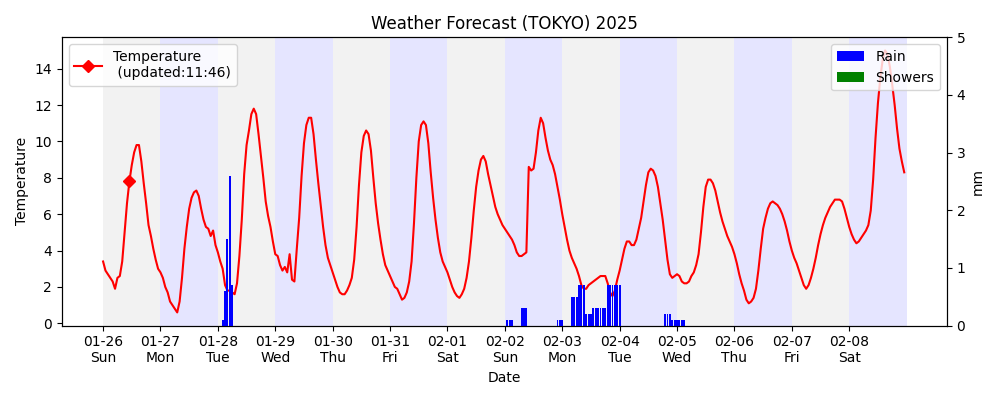 Weather Forecast (TOKYO) 2025
Temperature
(updated:11:46)
Rain
Showers
Temperature
14
12
10
8
6
4
2
0
5
4
3
2
1
0
mm
01-26 01-27 01-28 01-29 01-30 01-31 02-01 02-02 02-03 02-04 02-05 02-06 02-07 02-08
Sun Mon Tue Wed Thu Fri Sat Sun Mon Tue Wed Thu Fri Sat
Date